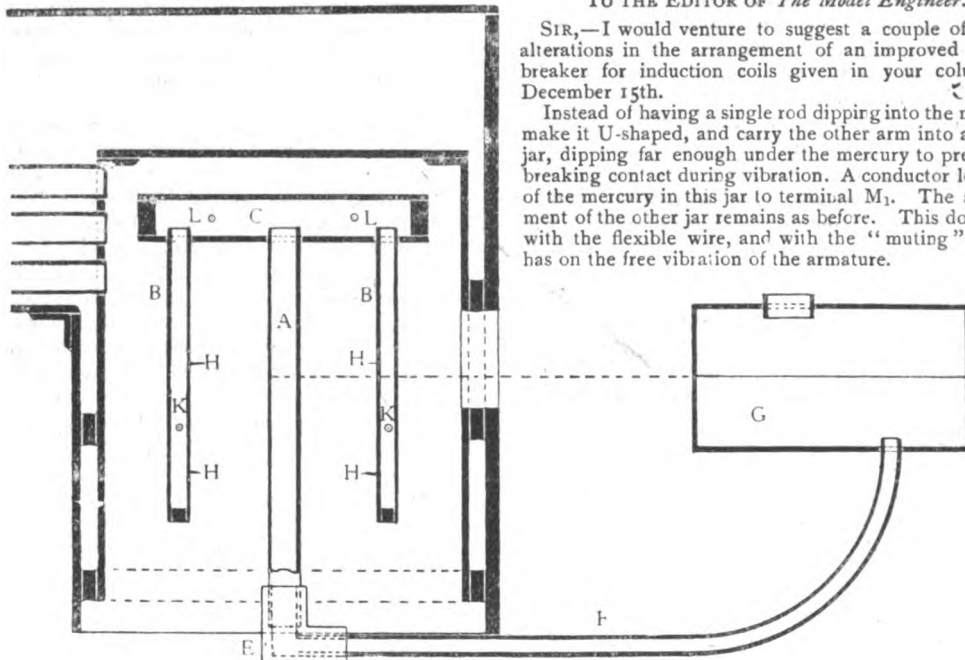 TO THE EDITOR OF The Model Engineer.
SIR,—I would venture to suggest a couple of
alterations in the arrangement of an improved
breaker for induction coils given in your colu
December 15th.
Instead of having a single rod dipping into the
make it U-shaped, and carry the other arm into a
jar, dipping far enough under the mercury to pre
breaking contact during vibration. A conductor
of the mercury in this jar to terminal M₁. The
ment of the other jar remains as before. This do
with the flexible wire, and with the “muting”
has on the free vibration of the armature.
L C L
B B
A
H H
K K
G
H H
F
E